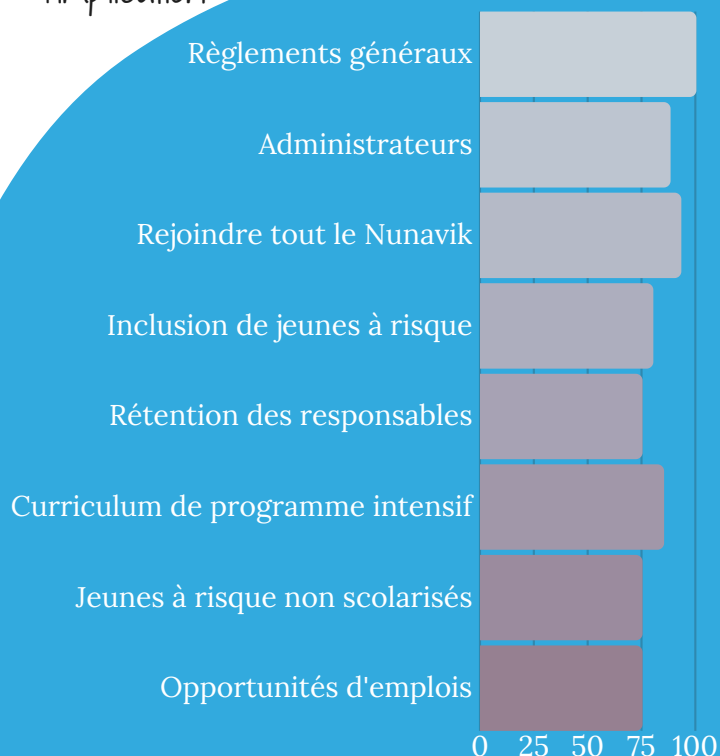 Règlements généraux
Administrateurs
Rejoindre tout le Nunavik
Inclusion de jeunes à risque
Rétention des responsables
Curriculum de programme intensif
Jeunes à risque non scolarisés
Opportunités d'emplois
0 25 50 75 100